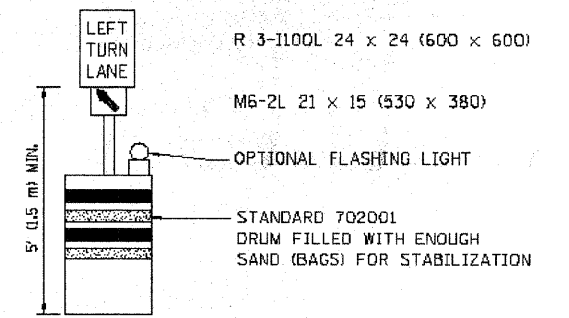 LEFT
TURN
LANE
R 3-I100L 24 x 24 (600 x 600)
M6-2L 21 x 15 (530 x 380)
OPTIONAL FLASHING LIGHT
5' (1.5 m) MIN.
STANDARD 702001
DRUM FILLED WITH ENOUGH
SAND (BAGS) FOR STABILIZATION